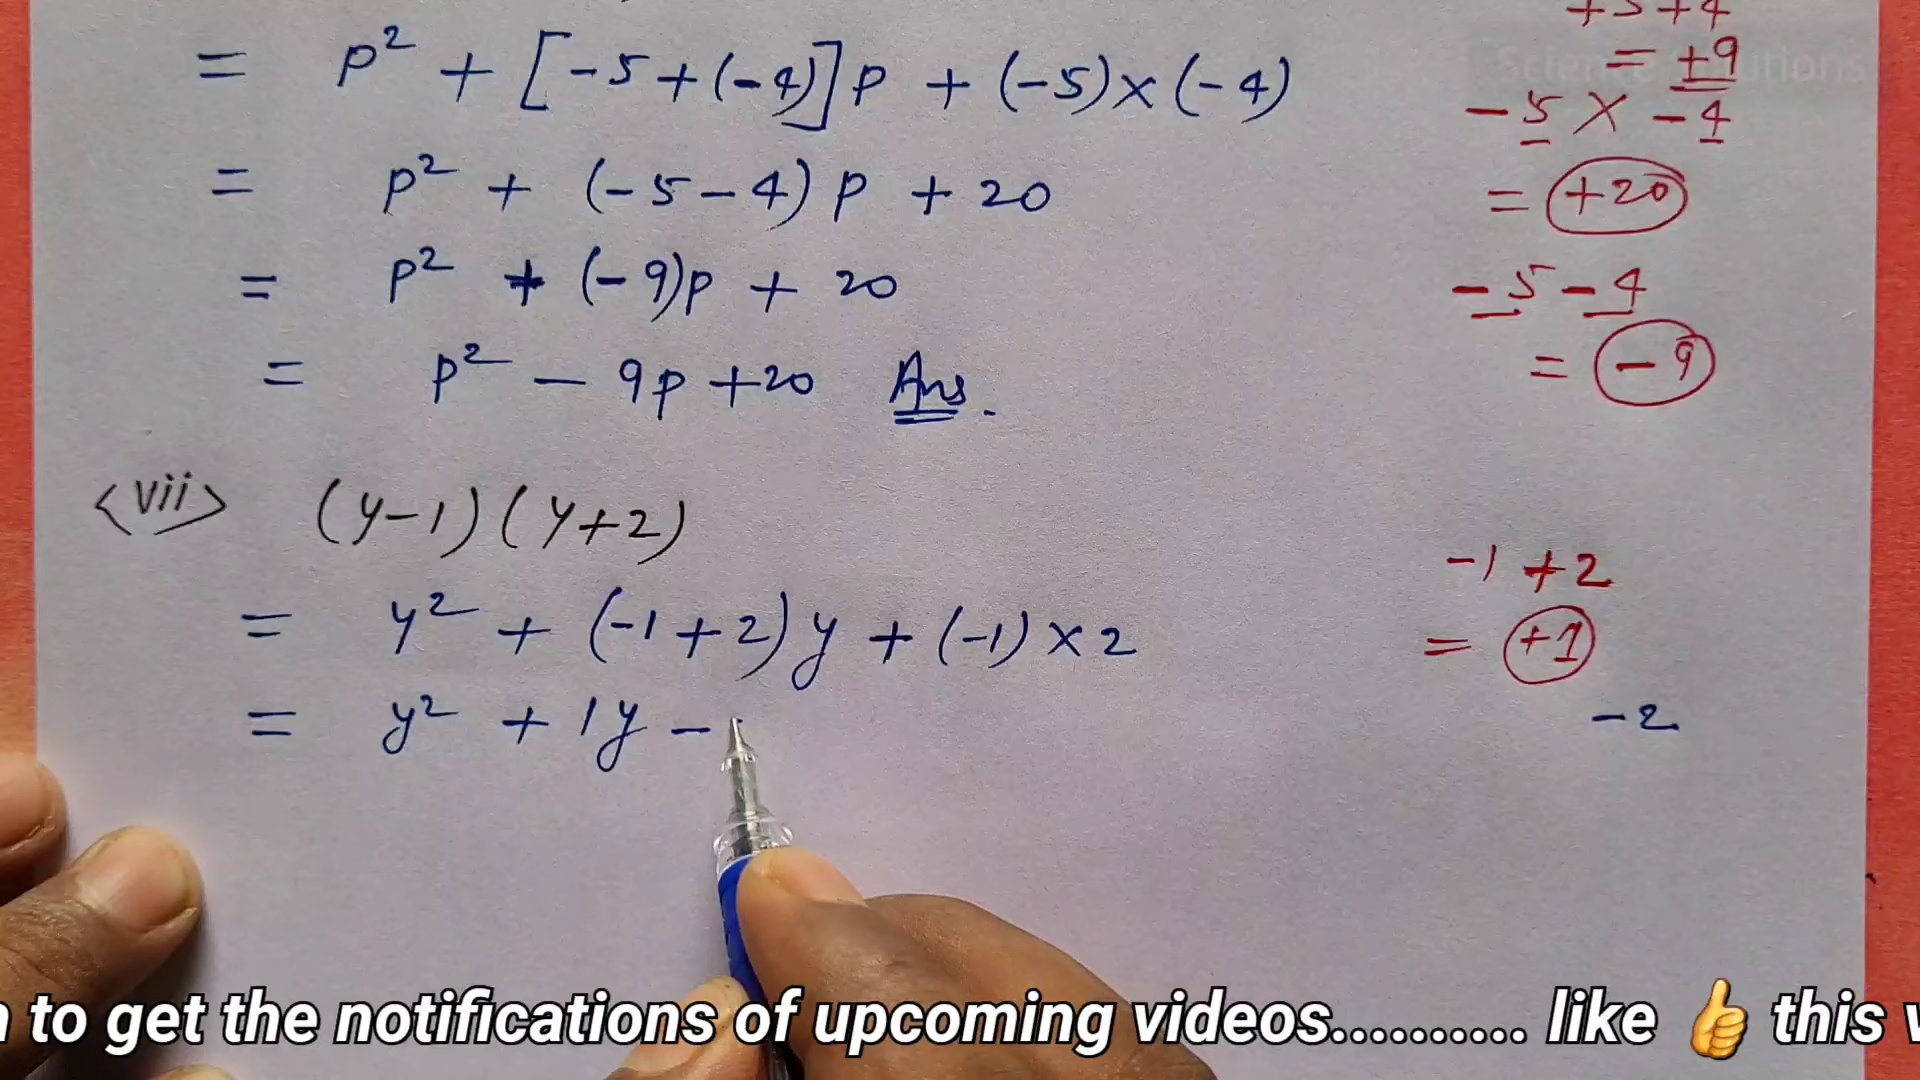 = p² + [-5+(-4)]p + (-5)×(-4)
= p² + (-5-4)p + 20
= p² + (-9)p + 20
= p² - 9p +20 Ans.
<vii> (y-1)(y+2)
= y² + (-1+2)y + (-1)×2
= y² + 1y -
+5+4
= +9
-5 × -4
= +20
-5-4
= -9
-1 +2
= +1
-2
to get the notifications of upcoming videos.......... like 👍 this